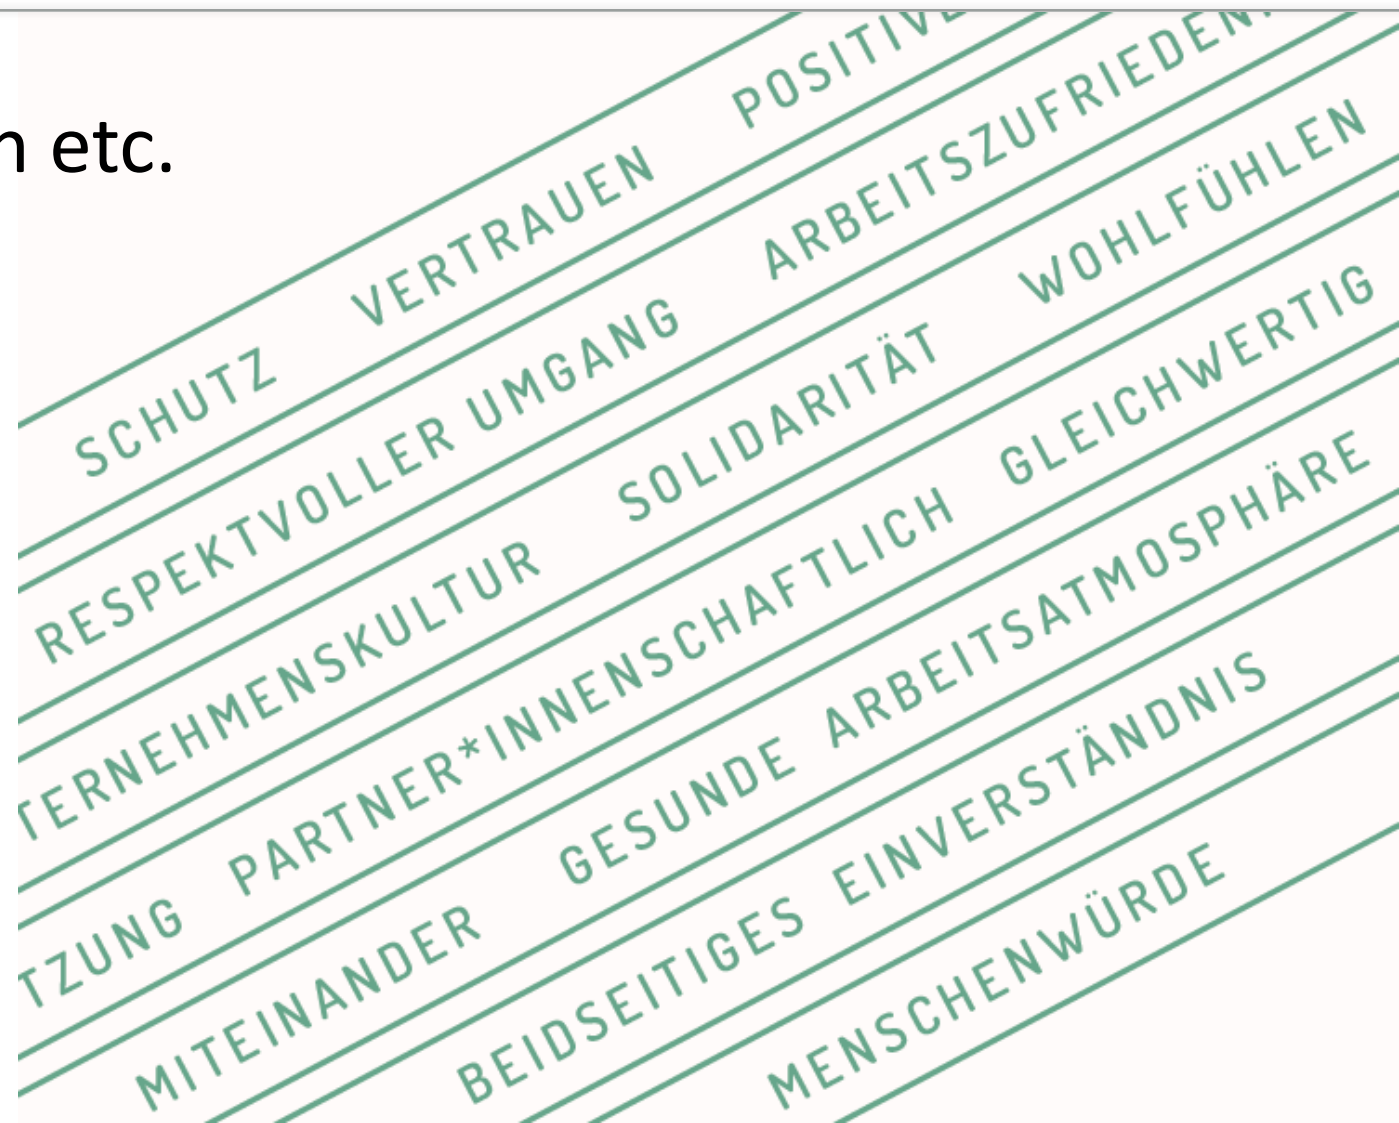 n etc.
SCHUTZ VERTRAUEN POSITIVE
RESPEKTVOLLER UMGANG ARBEITSZUFRIEDEN
TERNEHMENSKULTUR SOLIDARITÄT WOHLFÜHLEN
TZUNG PARTNER*INNENSCHAFTLICH GLEICHWERTIG
MITEINANDER GESUNDE ARBEITSATMOSPHÄRE
BEIDSEITIGES EINVERSTÄNDNIS
MENSCHENWÜRDE